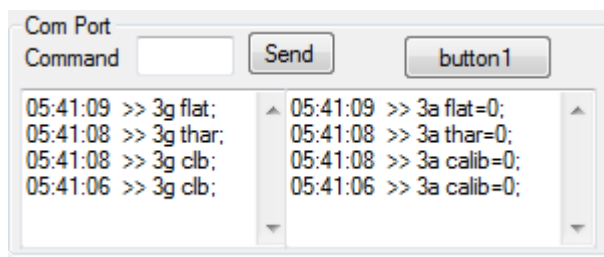 Com Port
Command Send button1
05:41:09 >> 3g flat;
05:41:08 >> 3g thar;
05:41:08 >> 3g clb;
05:41:06 >> 3g clb;
05:41:09 >> 3a flat=0;
05:41:08 >> 3a thar=0;
05:41:08 >> 3a calib=0;
05:41:06 >> 3a calib=0;